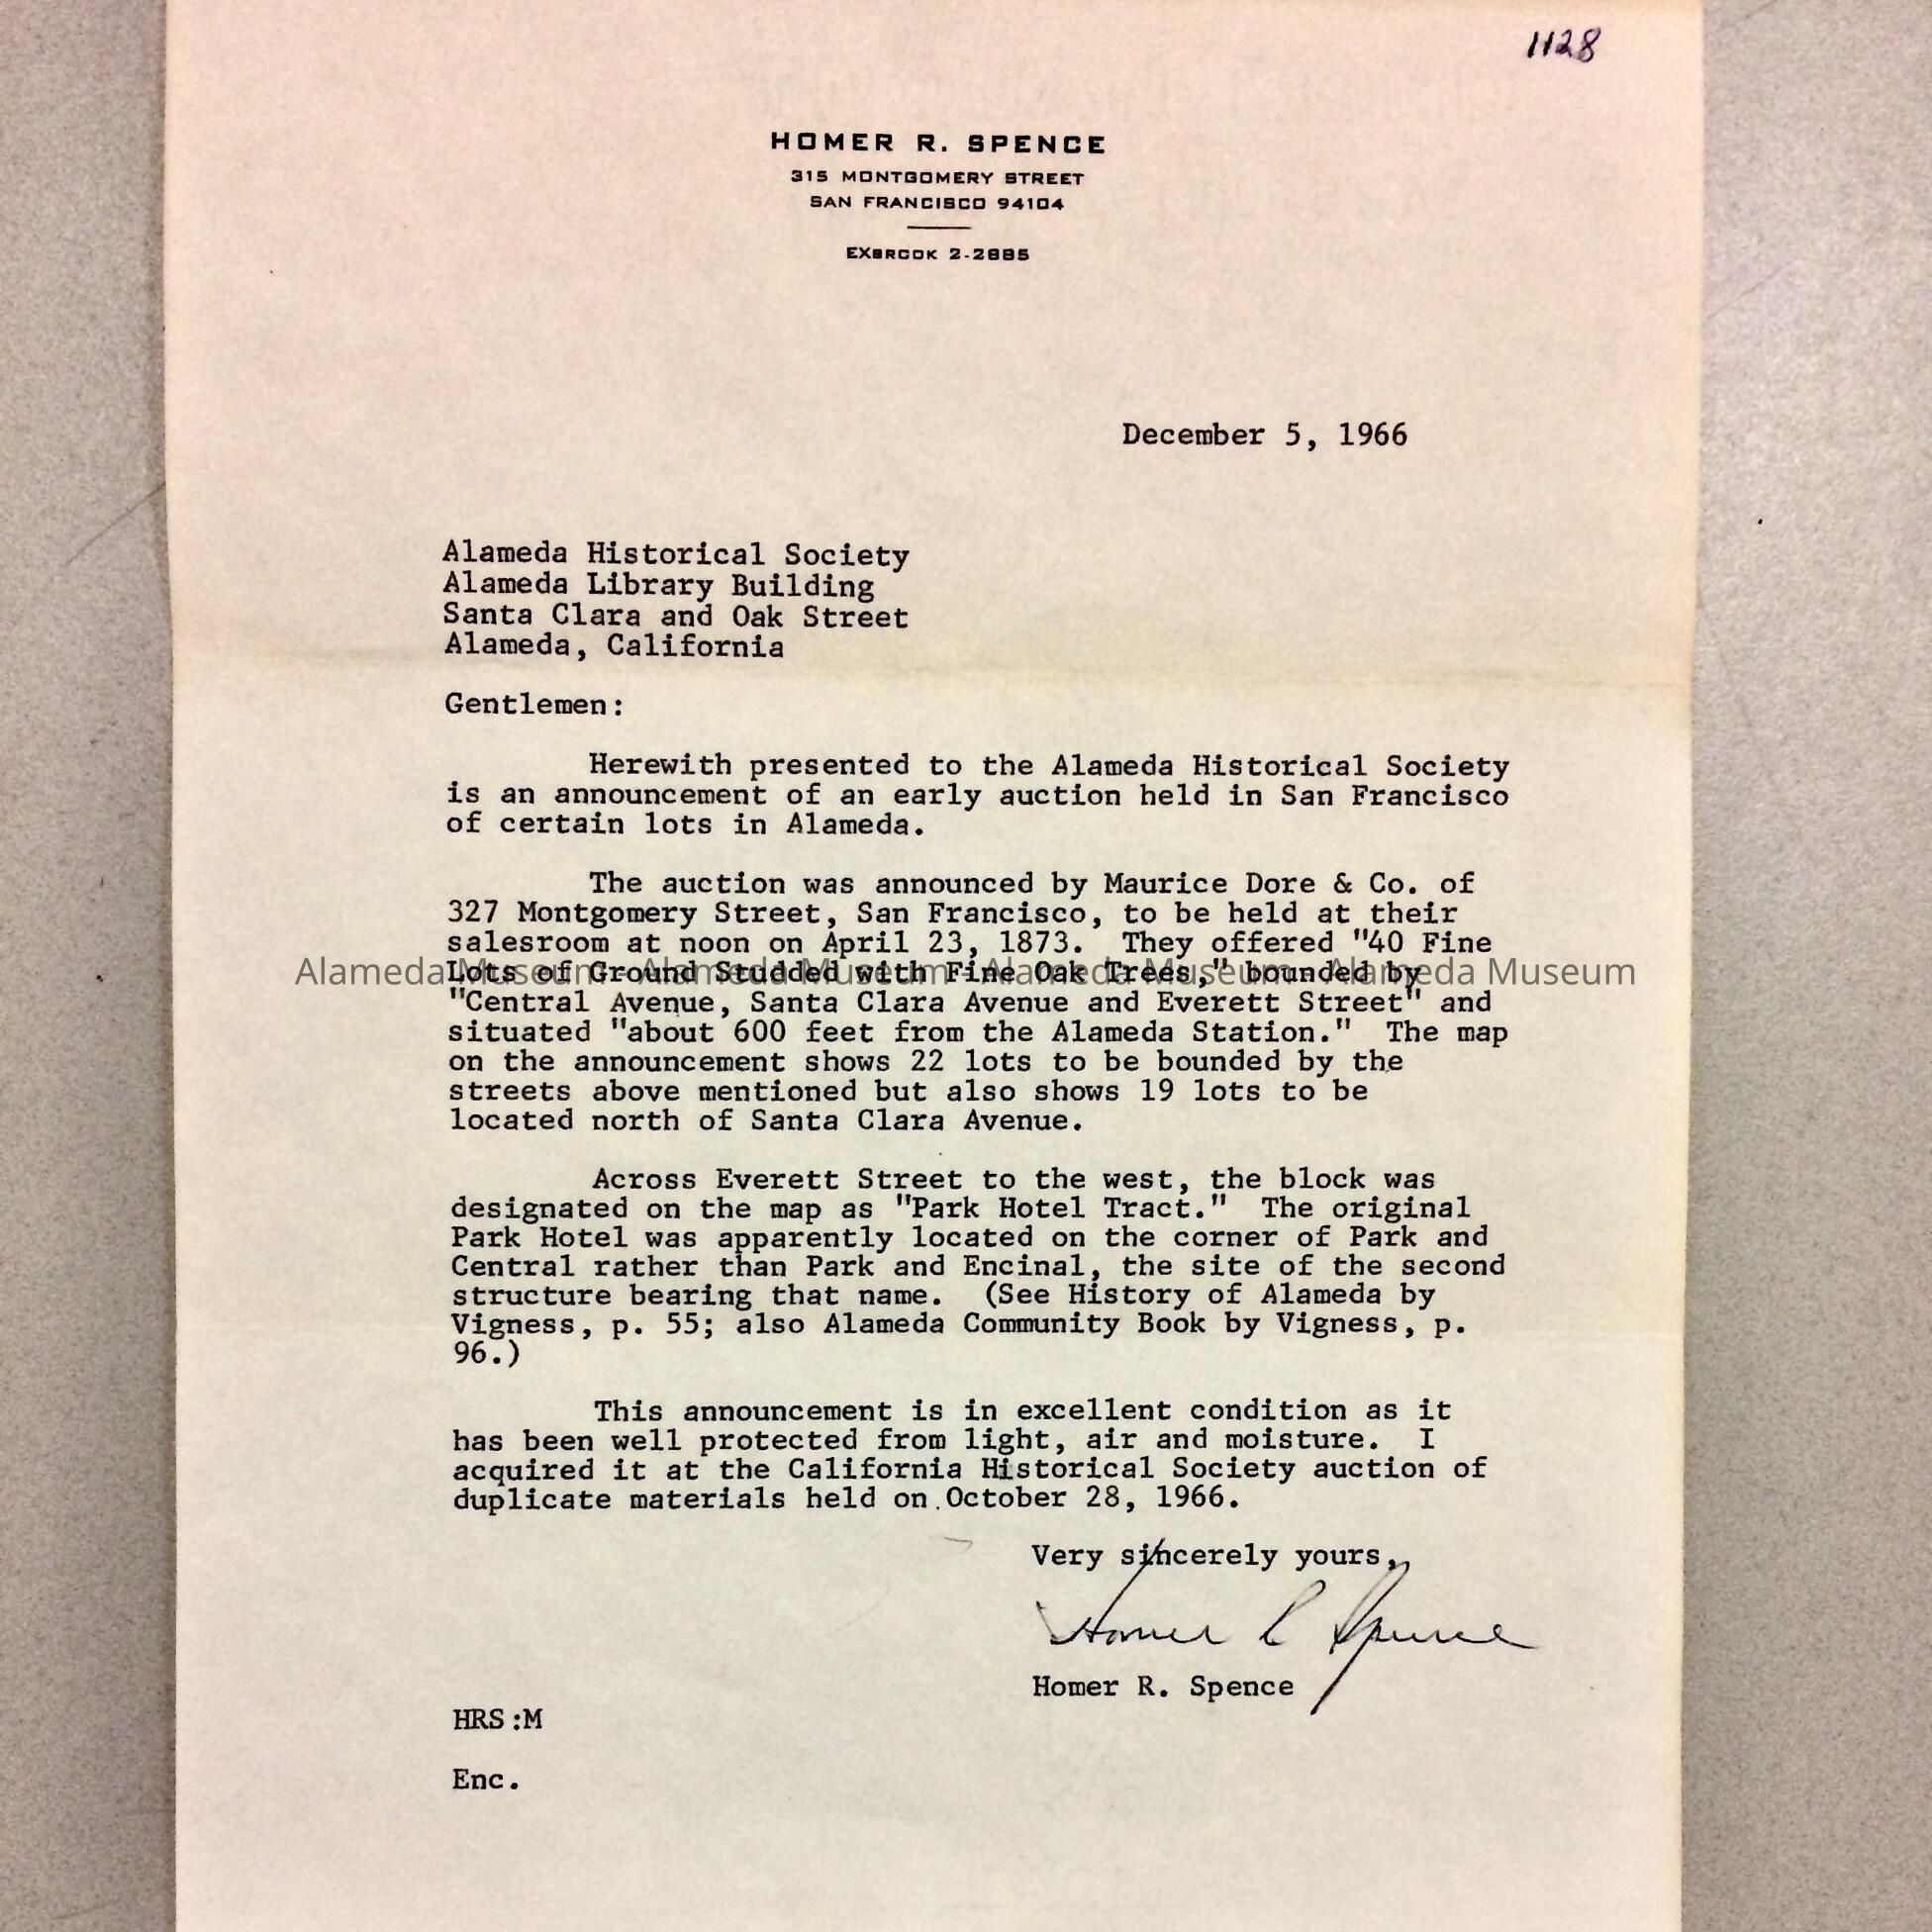 1128
HOMER R. SPENCE
315 MONTGOMERY STREET
SAN FRANCISCO 94104
EXBROOK 2-2885
December 5, 1966
Alameda Historical Society
Alameda Library Building
Santa Clara and Oak Street
Alameda, California
Gentlemen:
Herewith presented to the Alameda Historical Society
is an announcement of an early auction held in San Francisco
of certain lots in Alameda.
The auction was announced by Maurice Dore & Co. of
327 Montgomery Street, San Francisco, to be held at their
salesroom at noon on April 23, 1873. They offered "40 Fine
Lots of Ground Studded with Fine Oak Trees," bounded by
Alameda Museum - Alameda Museum - Alameda Museum - Alameda Museum
"Central Avenue, Santa Clara Avenue and Everett Street" and
situated "about 600 feet from the Alameda Station." The map
on the announcement shows 22 lots to be bounded by the
streets above mentioned but also shows 19 lots to be
located north of Santa Clara Avenue.
Across Everett Street to the west, the block was
designated on the map as "Park Hotel Tract." The original
Park Hotel was apparently located on the corner of Park and
Central rather than Park and Encinal, the site of the second
structure bearing that name. (See History of Alameda by
Vigness, p. 55; also Alameda Community Book by Vigness, p.
96.)
This announcement is in excellent condition as it
has been well protected from light, air and moisture. I
acquired it at the California Historical Society auction of
duplicate materials held on October 28, 1966.
Very sincerely yours,
Homer R Spence
Homer R. Spence
HRS:M
Enc.